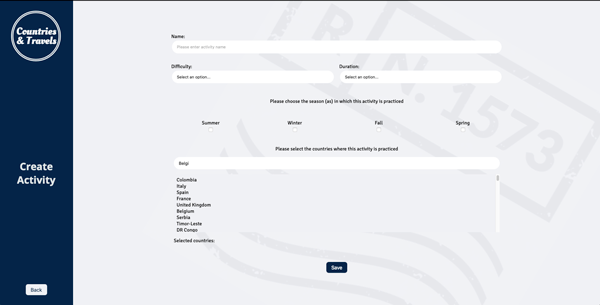 Countries
& Travels
Create
Activity
Back
Name:
Please enter activity name
Difficulty:
Duration:
Select an option...
Select an option...
Please choose the season (as) in which this activity is practiced
Summer
Winter
Fall
Spring
Please select the countries where this activity is practiced
Belgi
Colombia
Italy
Spain
France
United Kingdom
Belgium
Serbia
Timor-Leste
DR Congo
Selected countries:
Save
RTN. 1573